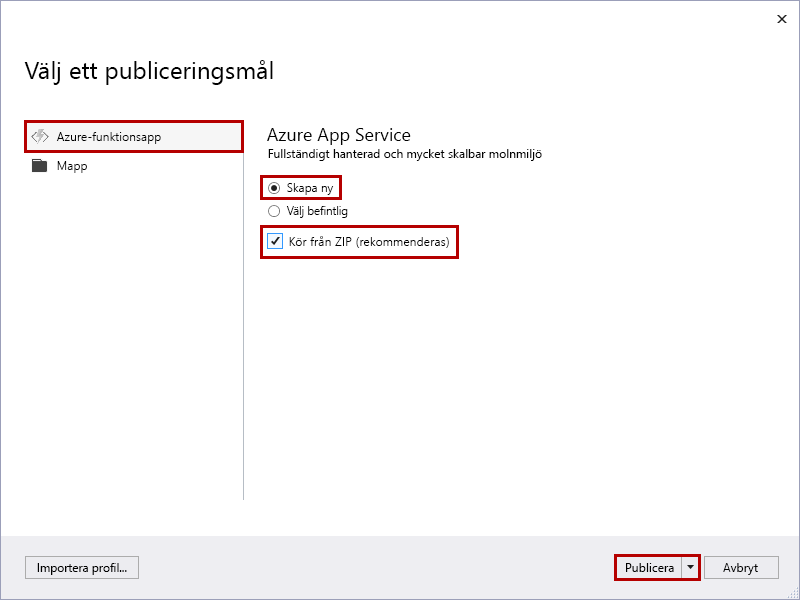 Välj ett publiceringsmål
Azure-funktionsapp
Mapp
Azure App Service
Fullständigt hanterad och mycket skalbar molnmiljö
Skapa ny
Välj befintlig
Kör från ZIP (rekommenderas)
Importera profil...
Publicera
Avbryt